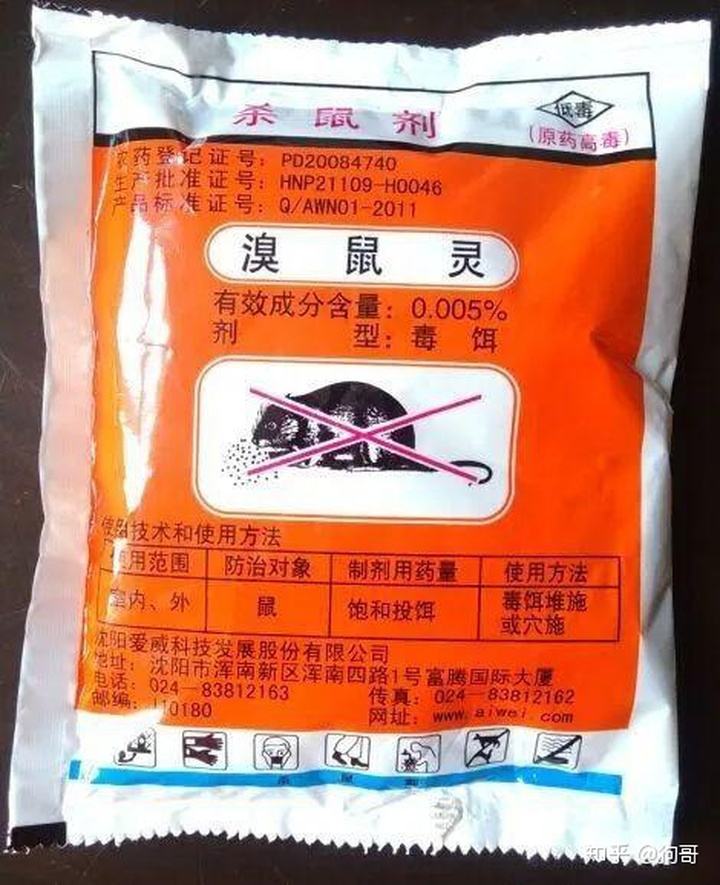 杀鼠剂
低毒
(原药高毒)
农药登记证号：PD20084740
生产批准证号：HNP21109-H0046
产品标准证号：Q/AWN01-2011
溴鼠灵
有效成分含量：0.005%
剂型：毒饵
使用技术和使用方法
使用范围 防治对象 制剂用药量 使用方法
室内、外 鼠 饱和投饵 毒饵堆施
或穴施
沈阳爱威科技发展股份有限公司
地址：沈阳市浑南新区浑南四路1号富腾国际大厦
电话：024—83812163 传真：024—83812162
邮编：110180 网址：www.aiwei.com
杀鼠剂
知乎 @狗哥